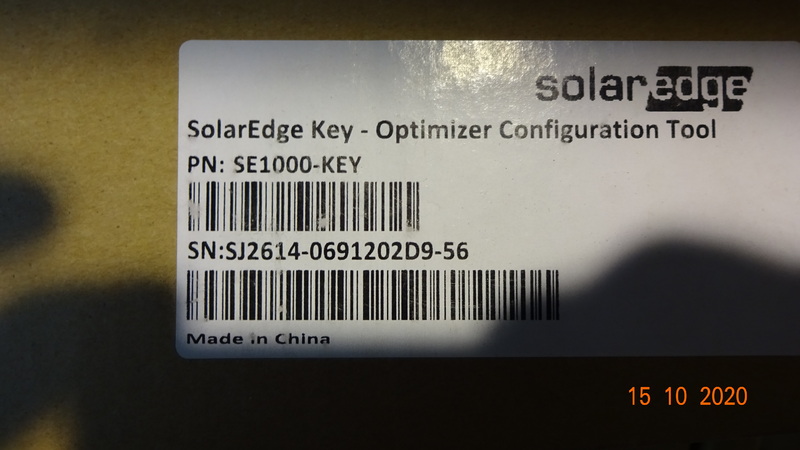 solaredge
SolarEdge Key - Optimizer Configuration Tool
PN: SE1000-KEY
SN:SJ2614-0691202D9-56
Made in China
15 10 2020